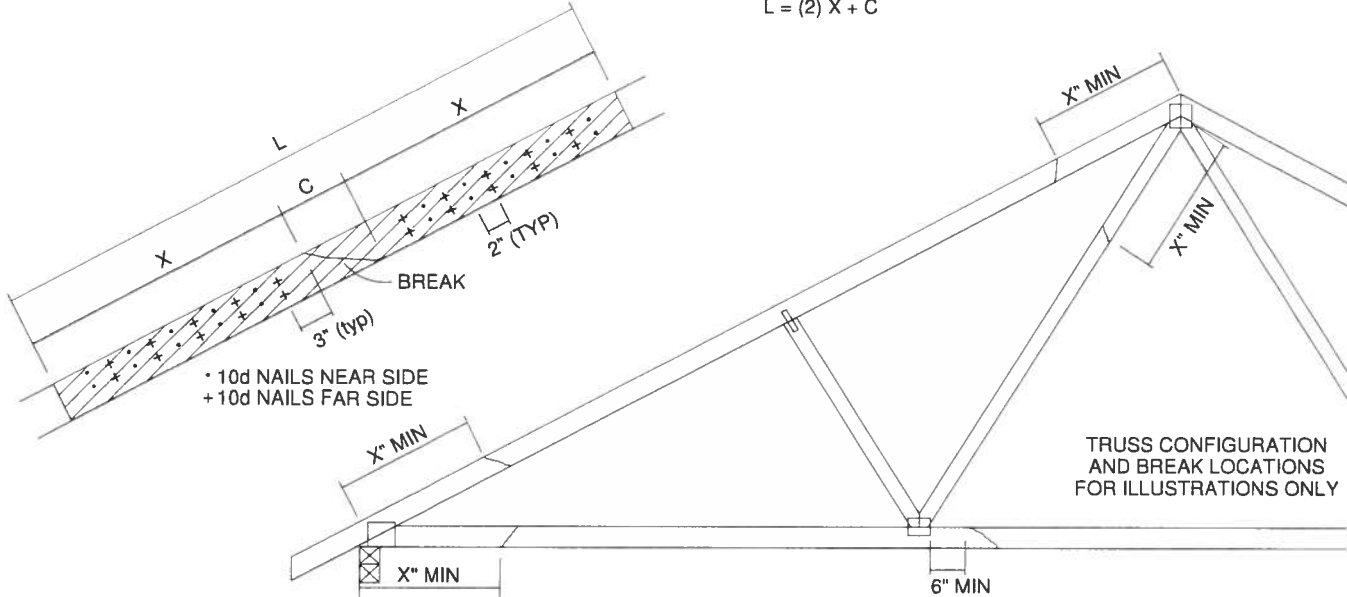 L = (2) X + C
L
X
C
X
2" (TYP)
BREAK
3" (typ)
• 10d NAILS NEAR SIDE
+ 10d NAILS FAR SIDE
X" MIN
X" MIN
X" MIN
X" MIN
6" MIN
TRUSS CONFIGURATION
AND BREAK LOCATIONS
FOR ILLUSTRATIONS ONLY